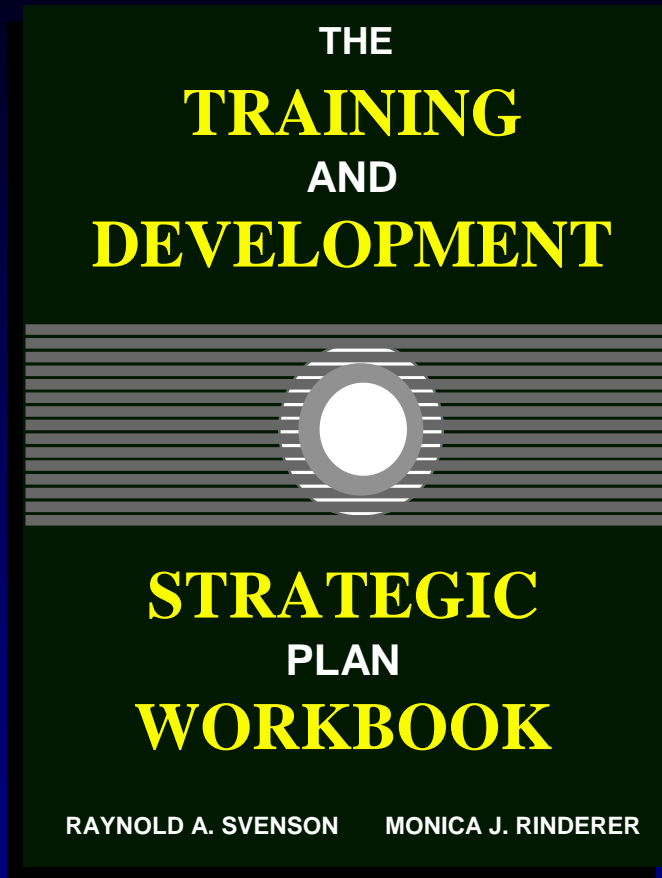 THE
TRAINING
AND
DEVELOPMENT
STRATEGIC
PLAN
WORKBOOK
RAYNOLD A. SVENSON MONICA J. RINDERER